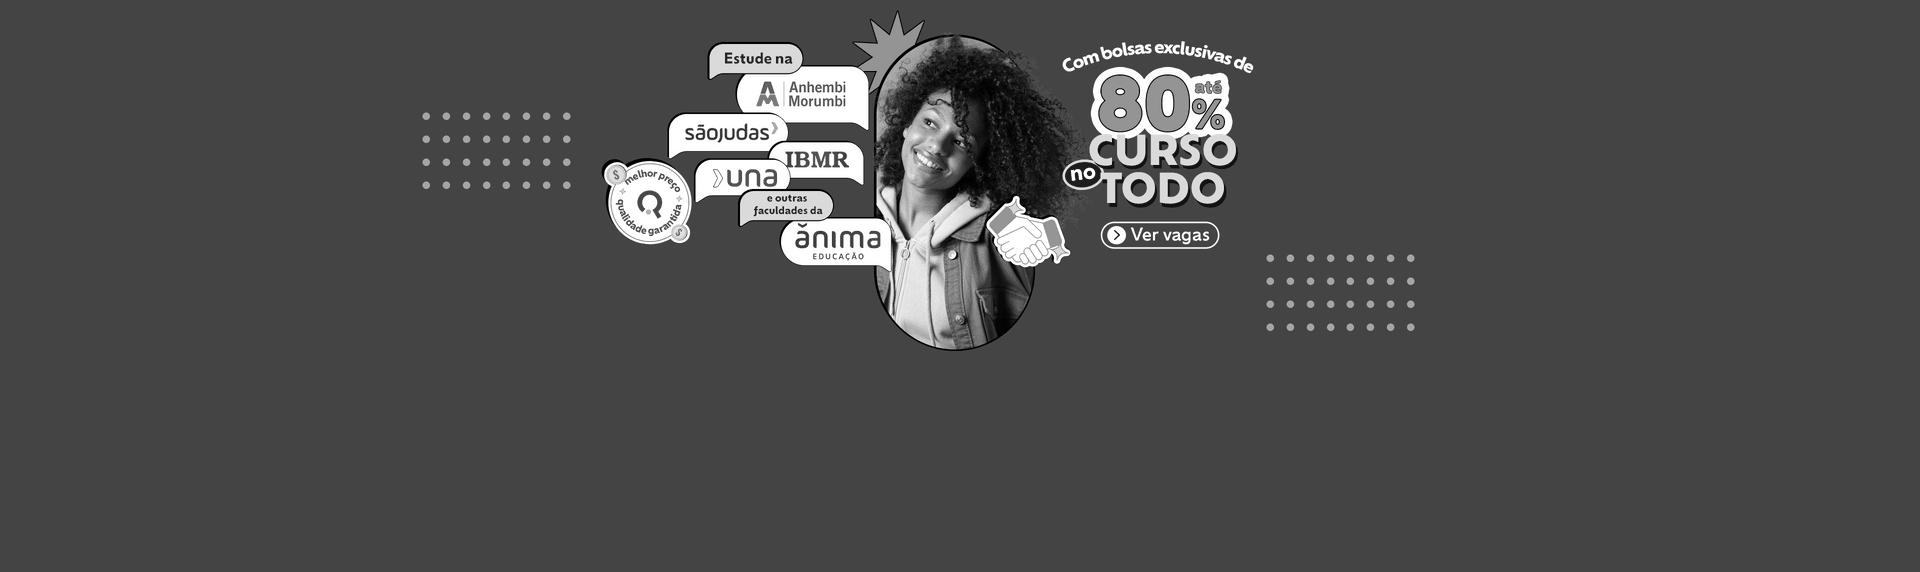 Estude na
Anhembi
Morumbi
sãojudas
IBMR
una
e outras
faculdades da
ănima
EDUCAÇÃO
melhor preço
qualidade garantida
Com bolsas exclusivas de
até
80%
no
CURSO
TODO
Ver vagas